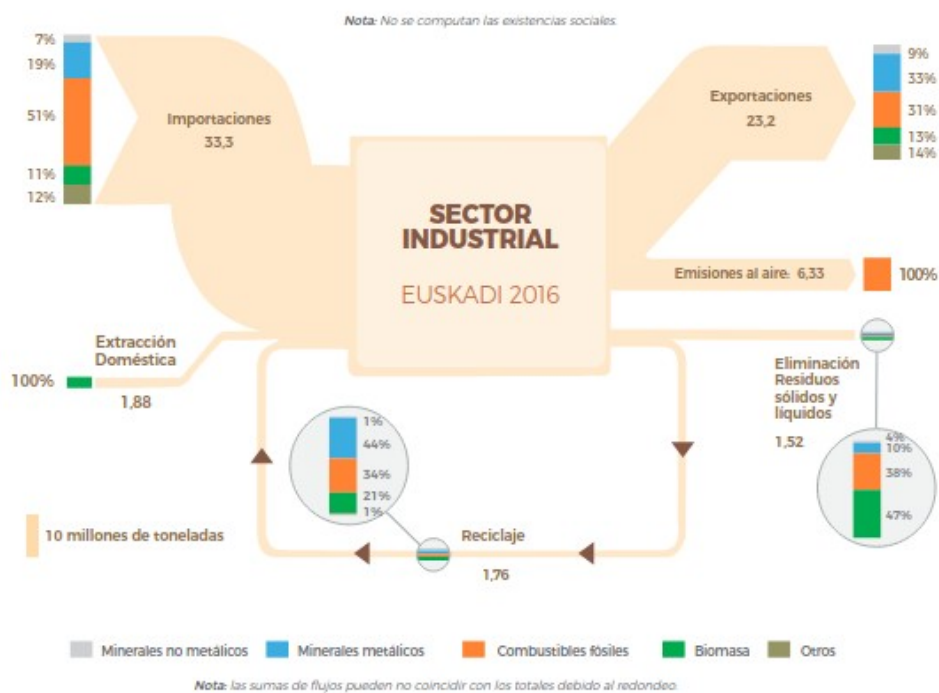 Nota: No se computan las existencias sociales.
7%
19%
51%
11%
12%
Importaciones
33,3
Exportaciones
23,2
9%
33%
31%
13%
14%
SECTOR
INDUSTRIAL
EUSKADI 2016
Emisiones al aire: 6,33
100%
Extracción
Doméstica
100%
1,88
Eliminación
Residuos
sólidos y
líquidos
1,52
4%
10%
38%
47%
1%
44%
34%
21%
1%
10 millones de toneladas
Reciclaje
1,76
Minerales no metálicos
Minerales metálicos
Combustibles fósiles
Biomasa
Otros
Nota: las sumas de flujos pueden no coincidir con los totales debido al redondeo.